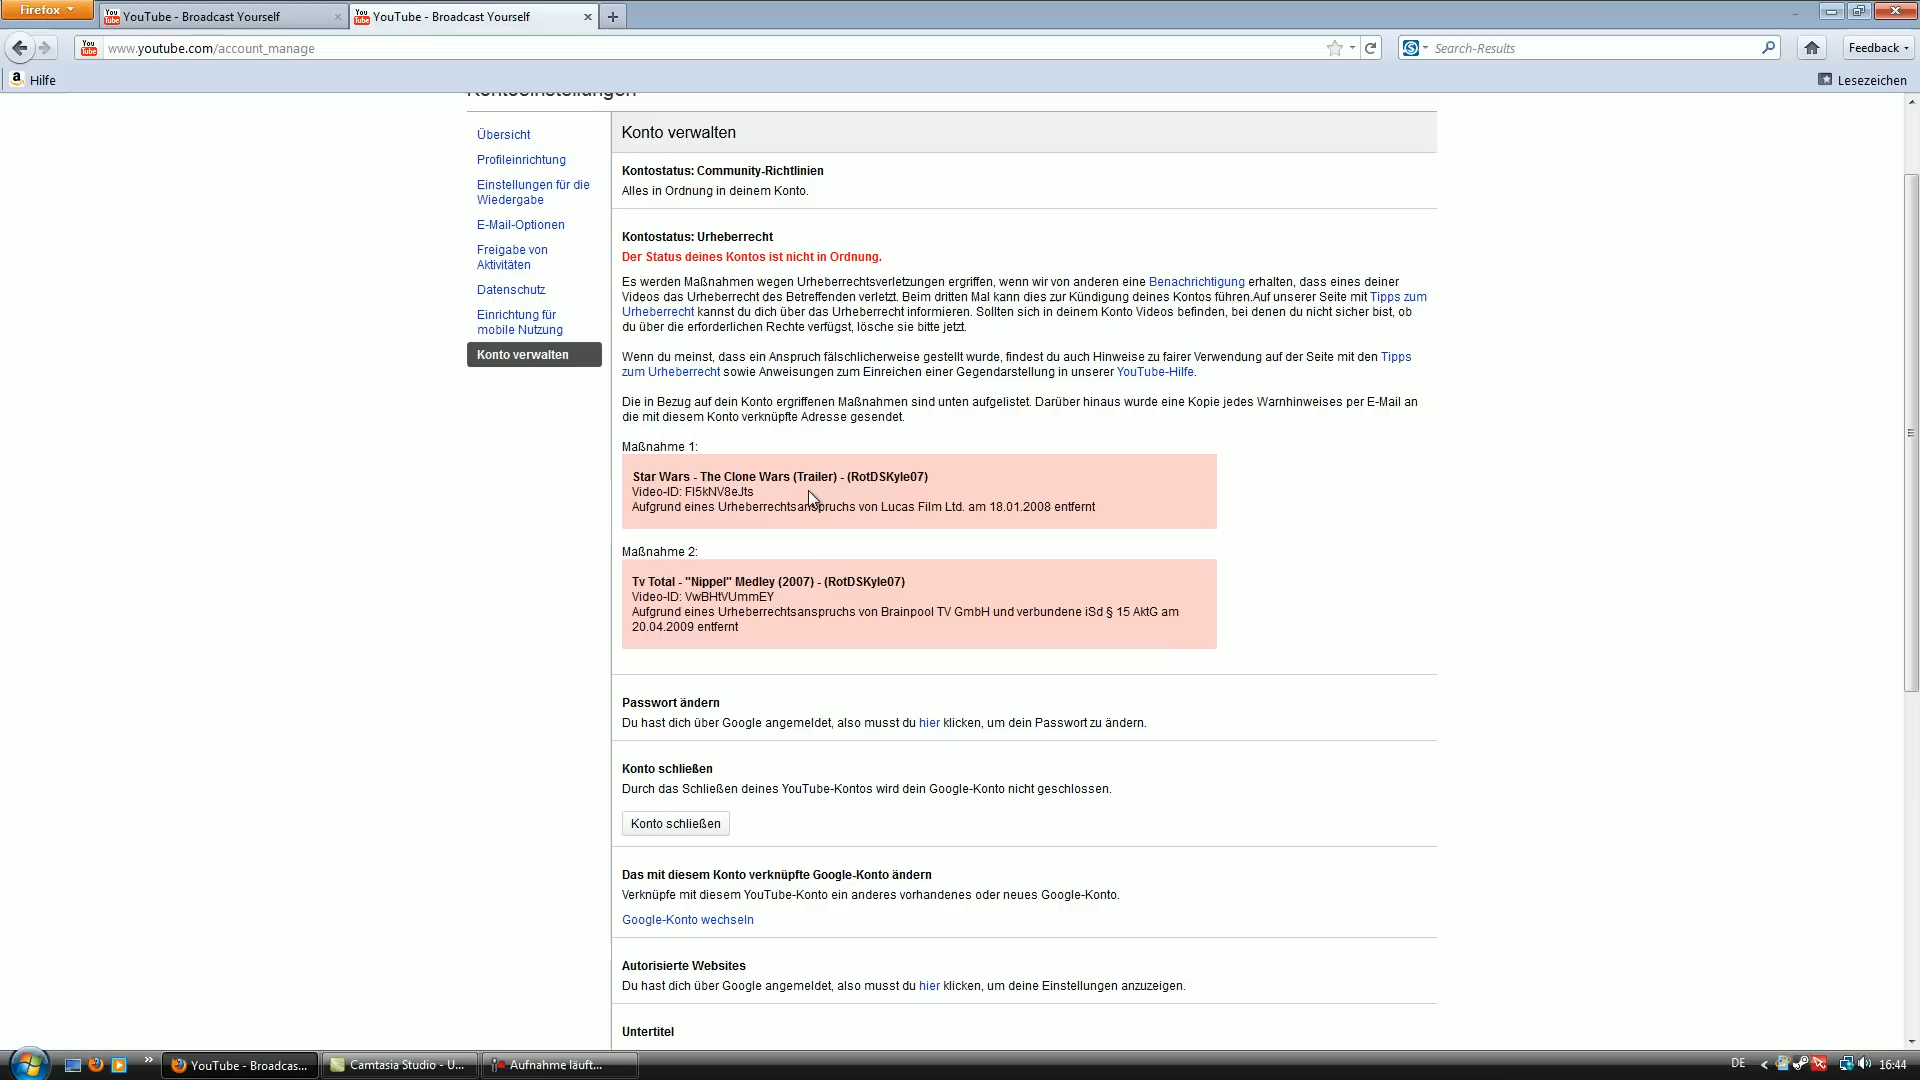 Firefox
YouTube - Broadcast Yourself
YouTube - Broadcast Yourself
www.youtube.com/account_manage
Search-Results
Feedback
Hilfe
Lesezeichen
Kontoeinstellungen
Übersicht
Profileinrichtung
Einstellungen für die
Wiedergabe
E-Mail-Optionen
Freigabe von
Aktivitäten
Datenschutz
Einrichtung für
mobile Nutzung
Konto verwalten
Konto verwalten
Kontostatus: Community-Richtlinien
Alles in Ordnung in deinem Konto.
Kontostatus: Urheberrecht
Der Status deines Kontos ist nicht in Ordnung.
Es werden Maßnahmen wegen Urheberrechtsverletzungen ergriffen, wenn wir von anderen eine Benachrichtigung erhalten, dass eines deiner
Videos das Urheberrecht des Betreffenden verletzt. Beim dritten Mal kann dies zur Kündigung deines Kontos führen.Auf unserer Seite mit Tipps zum
Urheberrecht kannst du dich über das Urheberrecht informieren. Sollten sich in deinem Konto Videos befinden, bei denen du nicht sicher bist, ob
du über die erforderlichen Rechte verfügst, lösche sie bitte jetzt.
Wenn du meinst, dass ein Anspruch fälschlicherweise gestellt wurde, findest du auch Hinweise zu fairer Verwendung auf der Seite mit den Tipps
zum Urheberrecht sowie Anweisungen zum Einreichen einer Gegendarstellung in unserer YouTube-Hilfe.
Die in Bezug auf dein Konto ergriffenen Maßnahmen sind unten aufgelistet. Darüber hinaus wurde eine Kopie jedes Warnhinweises per E-Mail an
die mit diesem Konto verknüpfte Adresse gesendet.
Maßnahme 1:
Star Wars - The Clone Wars (Trailer) - (RotDSKyle07)
Video-ID: FI5kNV8eJts
Aufgrund eines Urheberrechtsanspruchs von Lucas Film Ltd. am 18.01.2008 entfernt
Maßnahme 2:
Tv Total - "Nippel" Medley (2007) - (RotDSKyle07)
Video-ID: VwBHtVUmmEY
Aufgrund eines Urheberrechtsanspruchs von Brainpool TV GmbH und verbundene iSd § 15 AktG am
20.04.2009 entfernt
Passwort ändern
Du hast dich über Google angemeldet, also musst du hier klicken, um dein Passwort zu ändern.
Konto schließen
Durch das Schließen deines YouTube-Kontos wird dein Google-Konto nicht geschlossen.
Konto schließen
Das mit diesem Konto verknüpfte Google-Konto ändern
Verknüpfe mit diesem YouTube-Konto ein anderes vorhandenes oder neues Google-Konto.
Google-Konto wechseln
Autorisierte Websites
Du hast dich über Google angemeldet, also musst du hier klicken, um deine Einstellungen anzuzeigen.
Untertitel
YouTube - Broadcas...
Camtasia Studio - U...
Aufnahme läuft...
DE
16:44